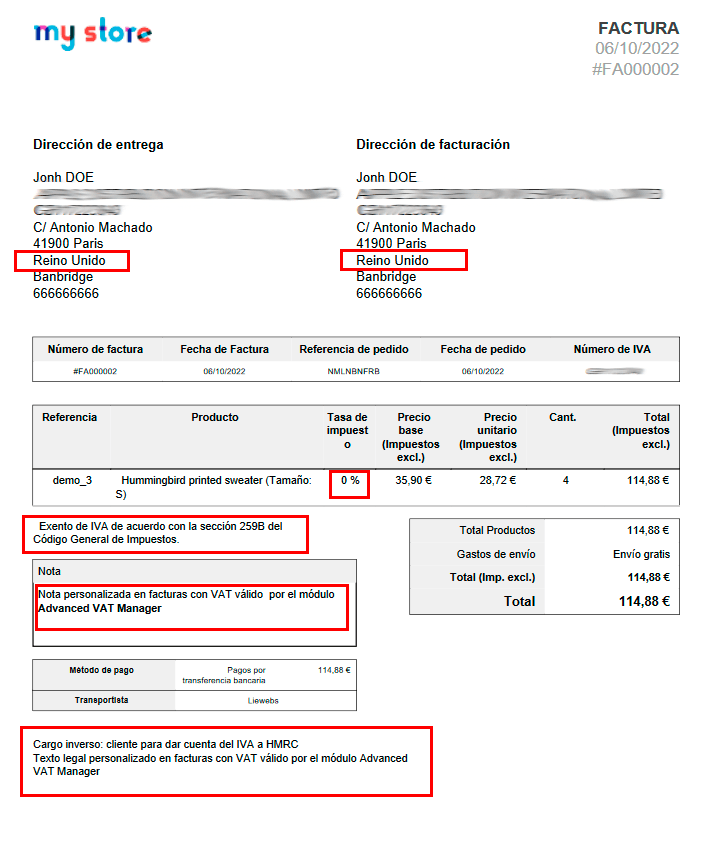 my store
FACTURA
06/10/2022
#FA000002
Dirección de entrega
Jonh DOE
C/ Antonio Machado
41900 Paris
Reino Unido
Banbridge
666666666
Dirección de facturación
Jonh DOE
C/ Antonio Machado
41900 Paris
Reino Unido
Banbridge
666666666
Número de factura Fecha de Factura Referencia de pedido Fecha de pedido Número de IVA
#FA000002 06/10/2022 NMLNBNFRB 06/10/2022
Referencia Producto Tasa de impuest o Precio base (Impuestos excl.) Precio unitario (Impuestos excl.) Cant. Total (Impuestos excl.)
demo_3 Hummingbird printed sweater (Tamaño: 0 % 35,90 € 28,72 € 4 114,88 €
S)
Exento de IVA de acuerdo con la sección 259B del
Código General de Impuestos.
Total Productos 114,88 €
Gastos de envío Envío gratis
Total (Imp. excl.) 114,88 €
Total 114,88 €
Nota
Nota personalizada en facturas con VAT válido por el módulo
Advanced VAT Manager
Método de pago Pagos por 114,88 €
transferencia bancaria
Transportista Liewebs
Cargo inverso: cliente para dar cuenta del IVA a HMRC
Texto legal personalizado en facturas con VAT válido por el módulo Advanced
VAT Manager